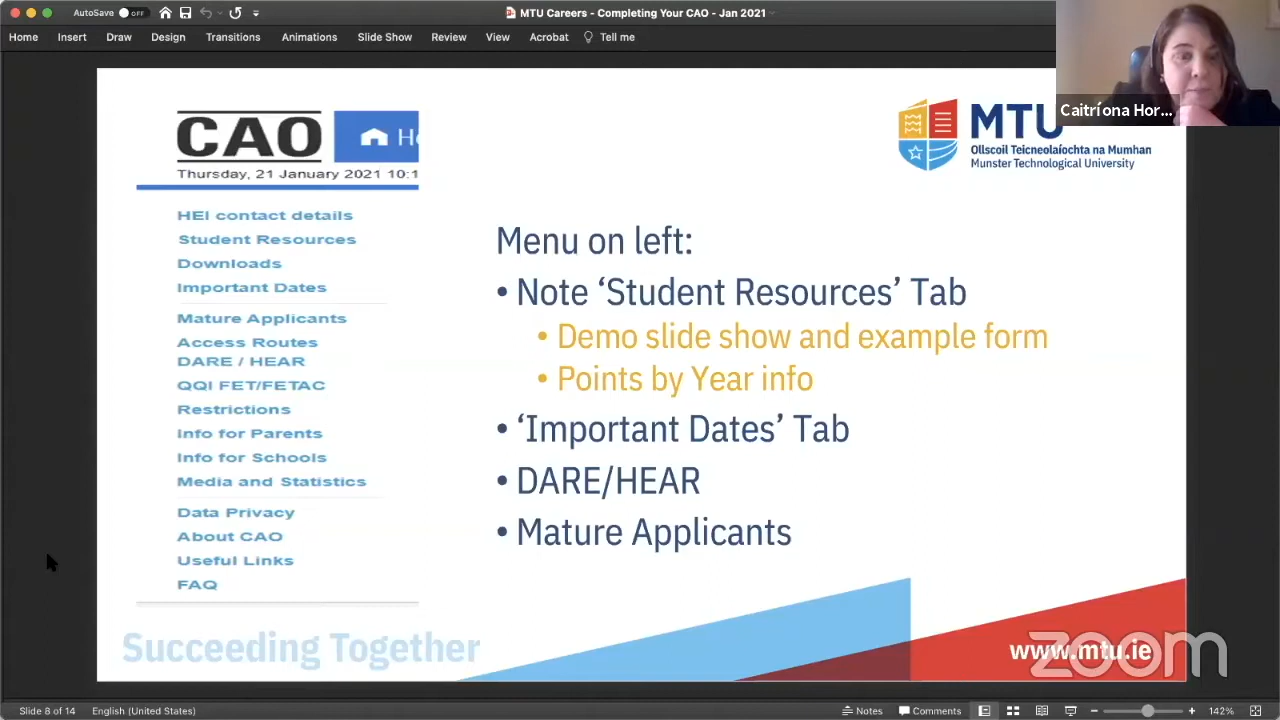 AutoSave OFF
MTU Careers - Completing Your CAO - Jan 2021
Home Insert Draw Design Transitions Animations Slide Show Review View Acrobat Tell me
Caitríona Hor...
CAO
Thursday, 21 January 2021 10:1
MTU
Ollscoil Teicneolaíochta na Mumhan
Munster Technological University
HEI contact details
Student Resources
Downloads
Important Dates
Mature Applicants
Access Routes
DARE / HEAR
QQI FET/FETAC
Restrictions
Info for Parents
Info for Schools
Media and Statistics
Data Privacy
About CAO
Useful Links
FAQ
Menu on left:
• Note ‘Student Resources’ Tab
• Demo slide show and example form
• Points by Year info
• ‘Important Dates’ Tab
• DARE/HEAR
• Mature Applicants
Succeeding Together
www.mtu.ie
zoom
Slide 8 of 14 English (United States) Notes Comments 142%